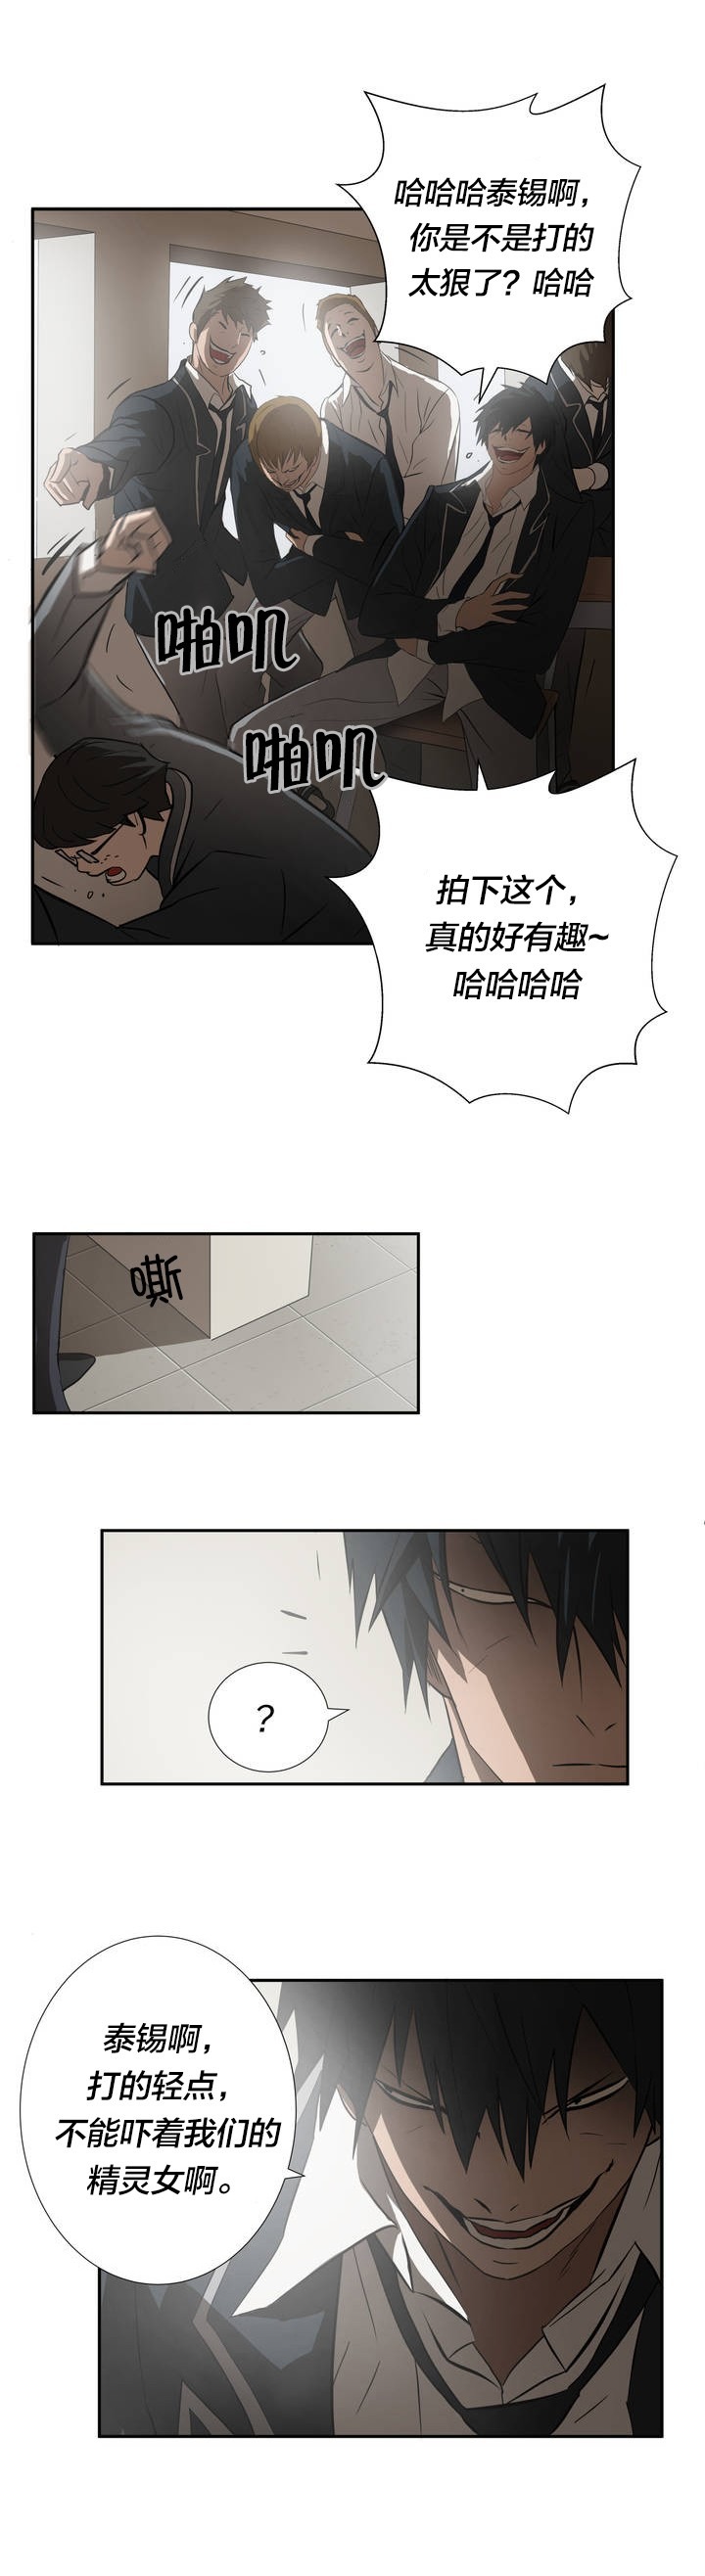 哈哈哈泰锡啊，
你是不是打的
太狠了？哈哈
啪叽
啪叽
拍下这个，
真的好有趣~
哈哈哈哈
嘶
？
泰锡啊，
打的轻点，
不能吓着我们的
精灵女啊。